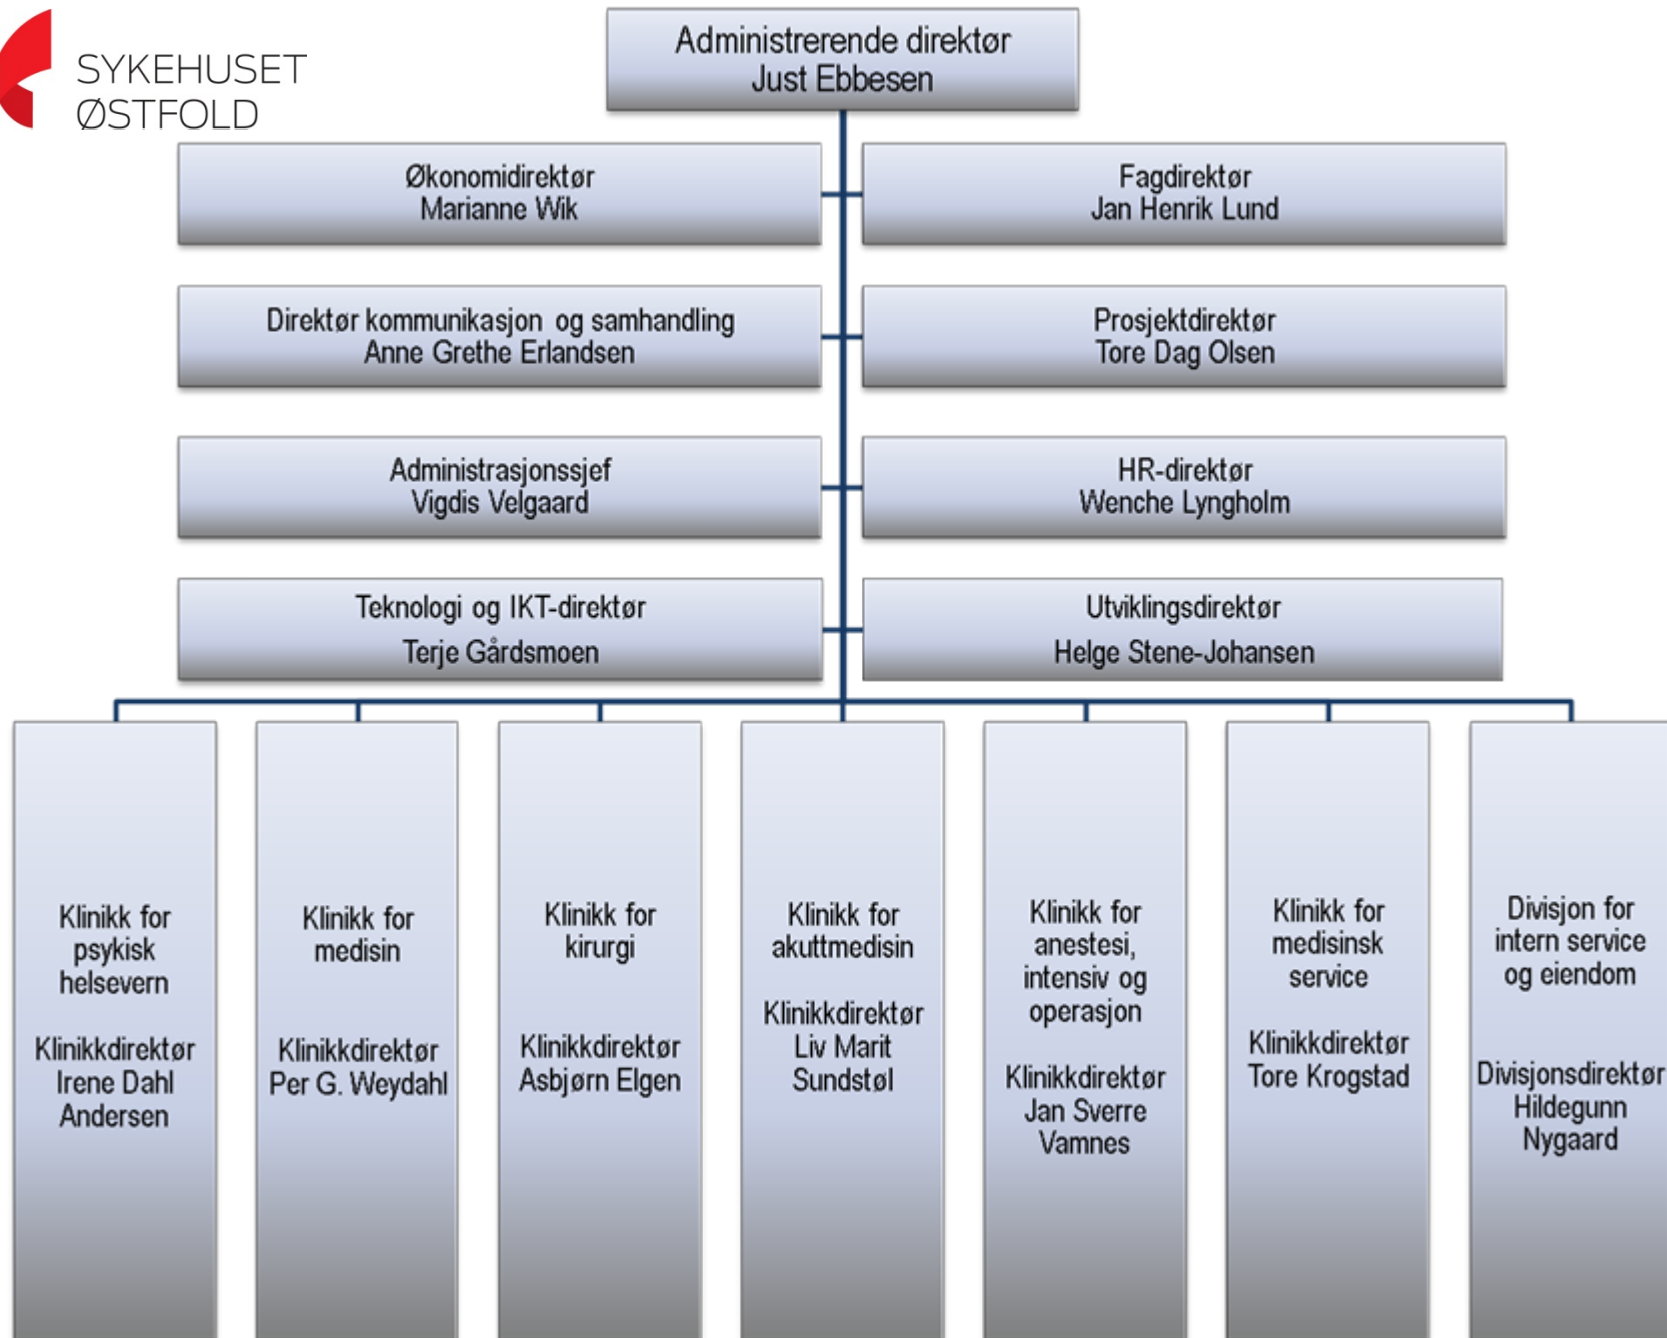 SYKEHUSET
ØSTFOLD
Administrerende direktør
Just Ebbesen
Økonomidirektør
Marianne Wik
Fagdirektør
Jan Henrik Lund
Direktør kommunikasjon og samhandling
Anne Grethe Erlandsen
Prosjektdirektør
Tore Dag Olsen
Administrasjonssjef
Vigdis Velgaard
HR-direktør
Wenche Lyngholm
Teknologi og IKT-direktør
Terje Gårdsmoen
Utviklingsdirektør
Helge Stene-Johansen
Klinikk for
psykisk
helsevern
Klinikkdirektør
Irene Dahl
Andersen
Klinikk for
medisin
Klinikkdirektør
Per G. Weydahl
Klinikk for
kirurgi
Klinikkdirektør
Asbjørn Elgen
Klinikk for
akuttmedisin
Klinikkdirektør
Liv Marit
Sundstøl
Klinikk for
anestesi,
intensiv og
operasjon
Klinikkdirektør
Jan Sverre
Vamnes
Klinikk for
medisinsk
service
Klinikkdirektør
Tore Krogstad
Divisjon for
intern service
og eiendom
Divisjonsdirektør
Hildegunn
Nygaard